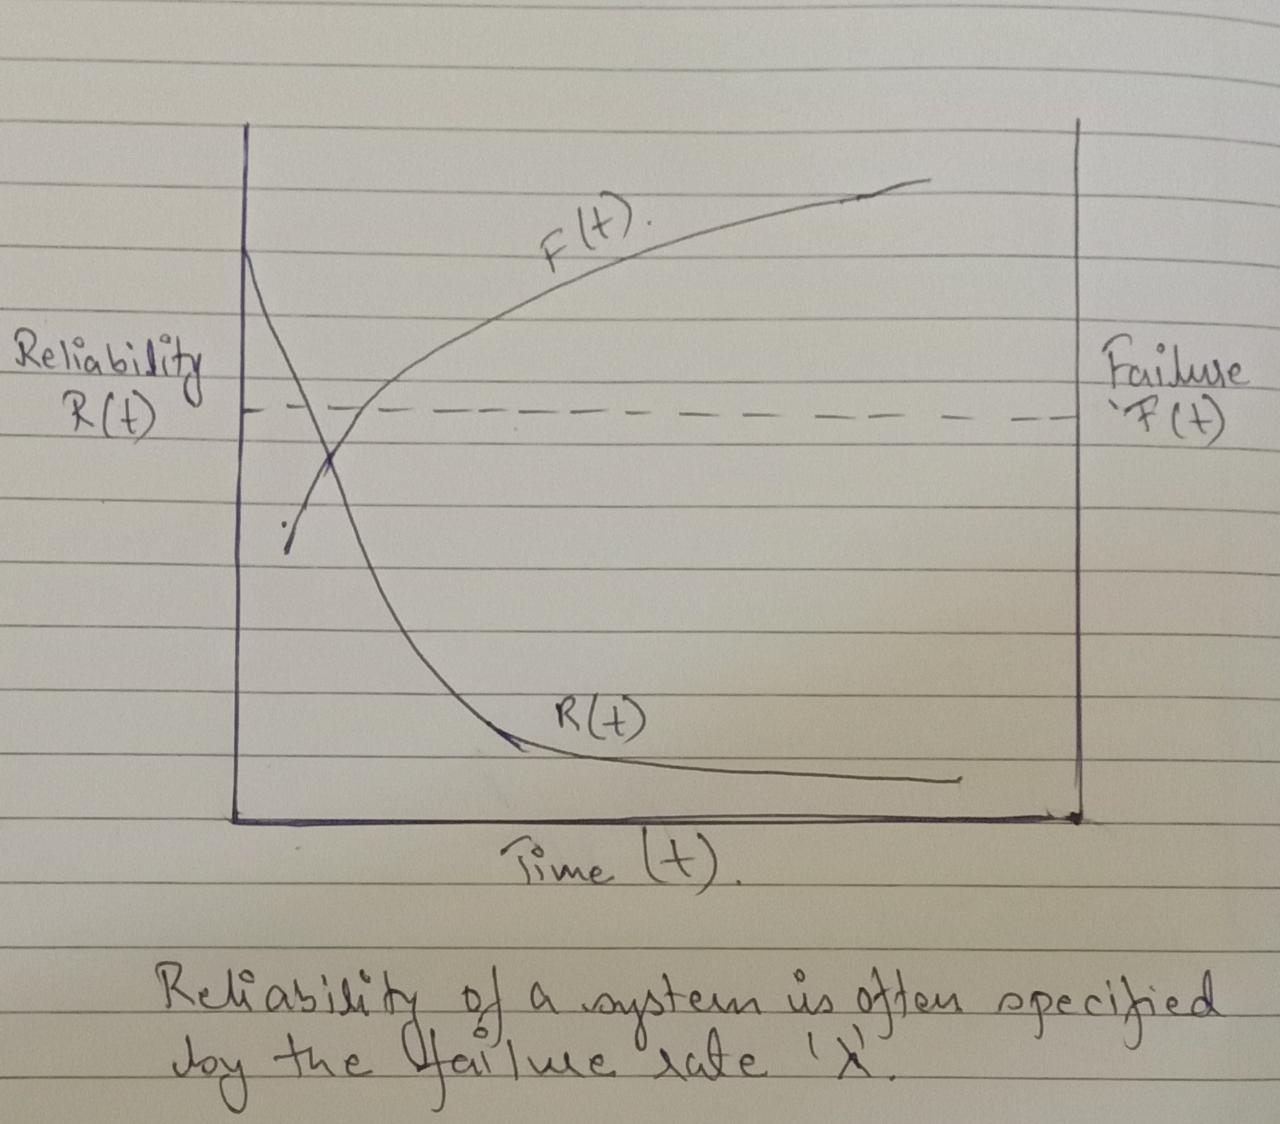 F(t).
Reliability
R(t)
Failure
F(t)
R(t)
Time (t).
Reliability of a system is often specified
by the failure rate 'λ'.